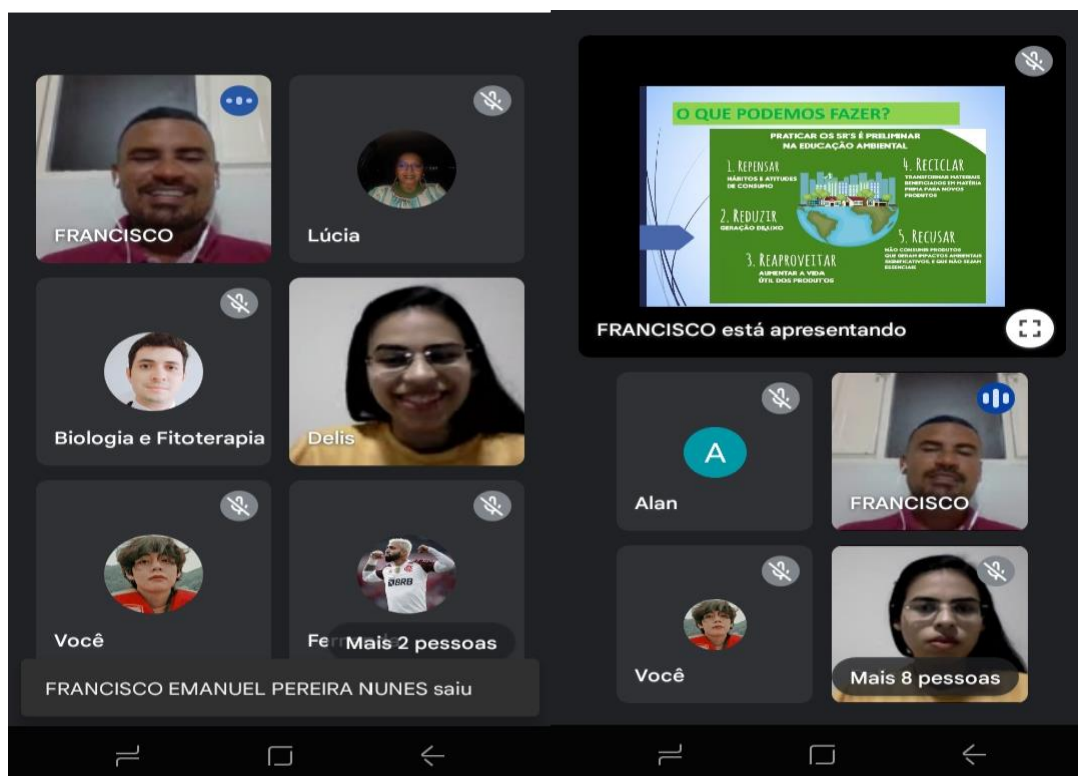 FRANCISCO
Lúcia
Biologia e Fitoterapia
Delis
Você
Mais 2 pessoas
FRANCISCO EMANUEL PEREIRA NUNES saiu
O QUE PODEMOS FAZER?
PRATICAR OS 5R'S É PRELIMINAR
NA EDUCAÇÃO AMBIENTAL
1. REPENSAR
HÁBITOS E ATITUDES
DE CONSUMO
2. REDUZIR
GERAÇÃO
3. REAPROVEITAR
AUMENTAR A VIDA
ÚTIL DOS PRODUTOS
4. RECICLAR
TRANSFORMAR MATERIAIS
BENEFICIADOS EM MATÉRIA
PRIMA PARA NOVOS
PRODUTOS
5. RECUSAR
NÃO CONSUMIR PRODUTOS
QUE GERAM IMPACTOS AMBIENTAIS
SIGNIFICATIVOS, E QUE NÃO SEJAM
ESSENCIAIS
FRANCISCO está apresentando
A
Alan
FRANCISCO
Você
Mais 8 pessoas